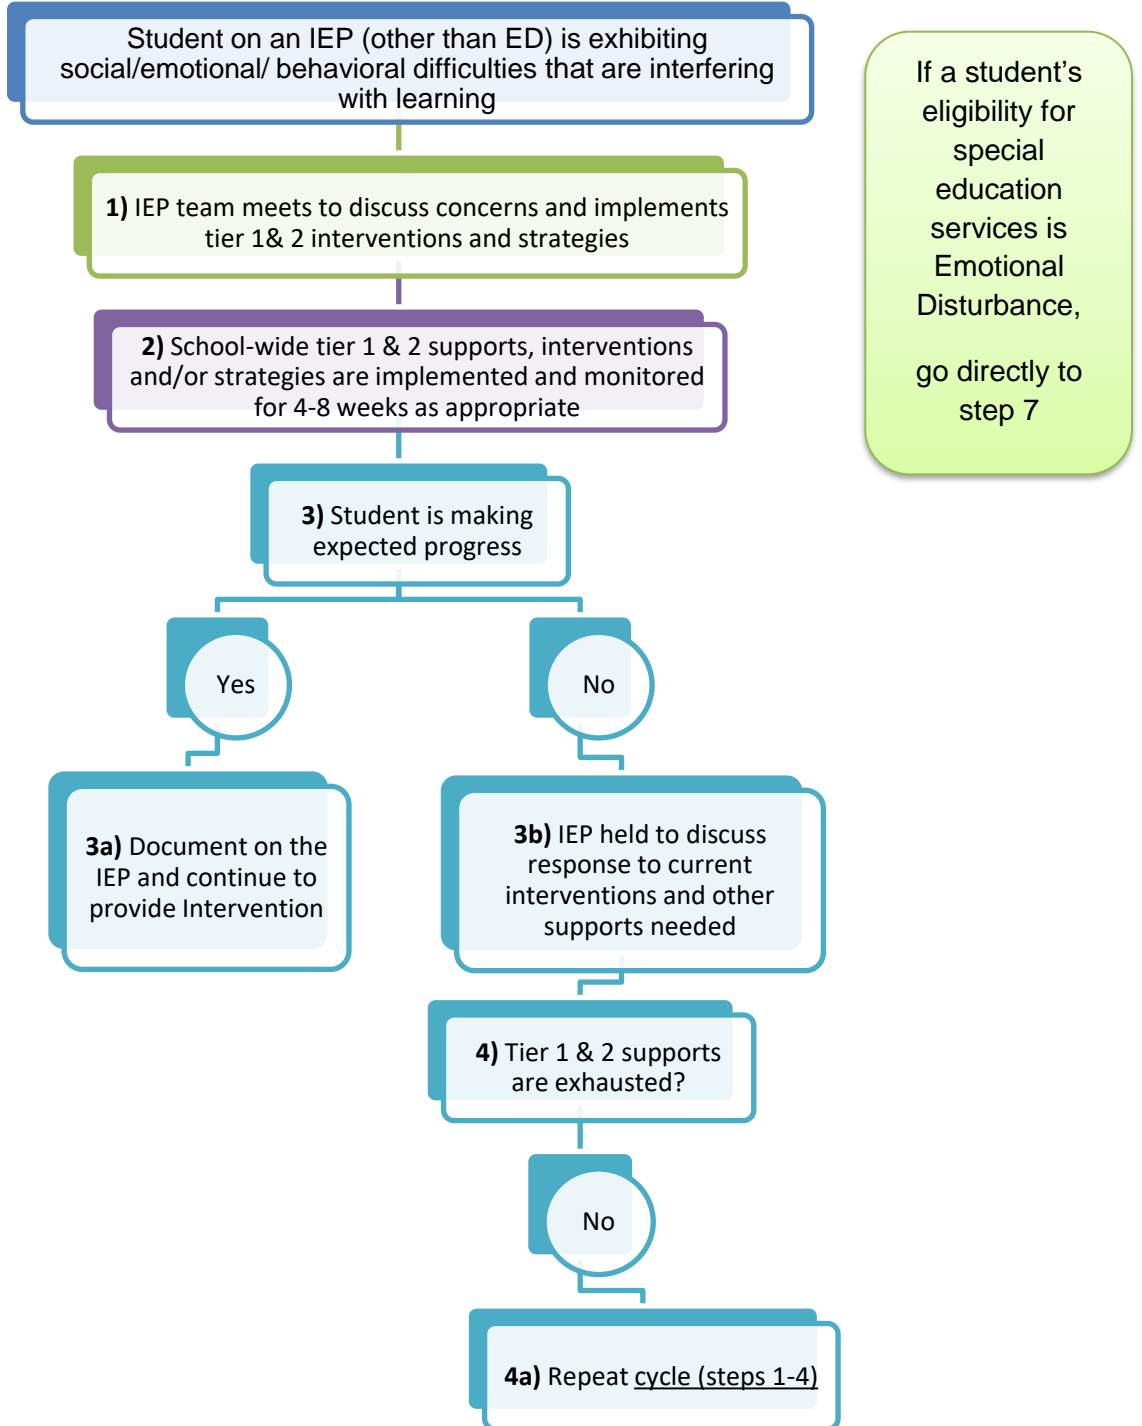 Student on an IEP (other than ED) is exhibiting
social/emotional/ behavioral difficulties that are interfering
with learning
If a student's
eligibility for
special
education
services is
Emotional
Disturbance,
go directly to
step 7
1) IEP team meets to discuss concerns and implements
tier 1& 2 interventions and strategies
2) School-wide tier 1 & 2 supports, interventions
and/or strategies are implemented and monitored
for 4-8 weeks as appropriate
3) Student is making
expected progress
Yes
No
3a) Document on the
IEP and continue to
provide Intervention
3b) IEP held to discuss
response to current
interventions and other
supports needed
4) Tier 1 & 2 supports
are exhausted?
No
4a) Repeat cycle (steps 1-4)